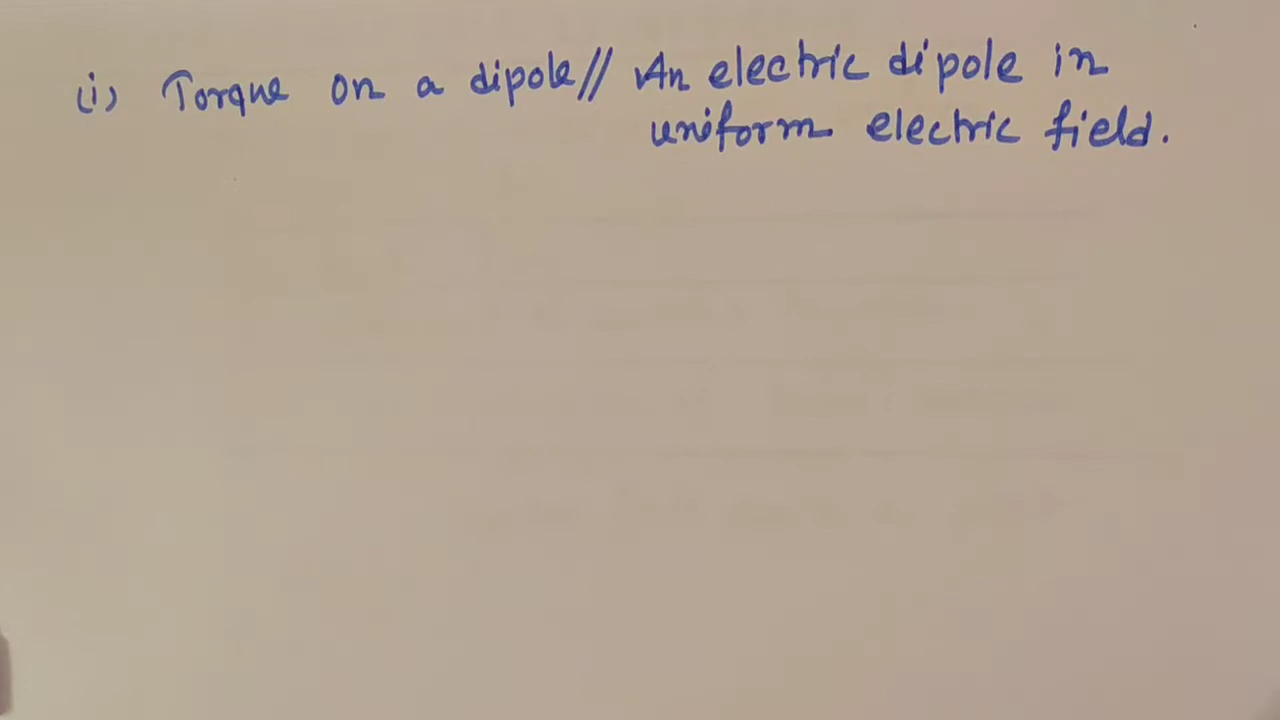 (i) Torque on a dipole // An electric dipole in
uniform electric field.